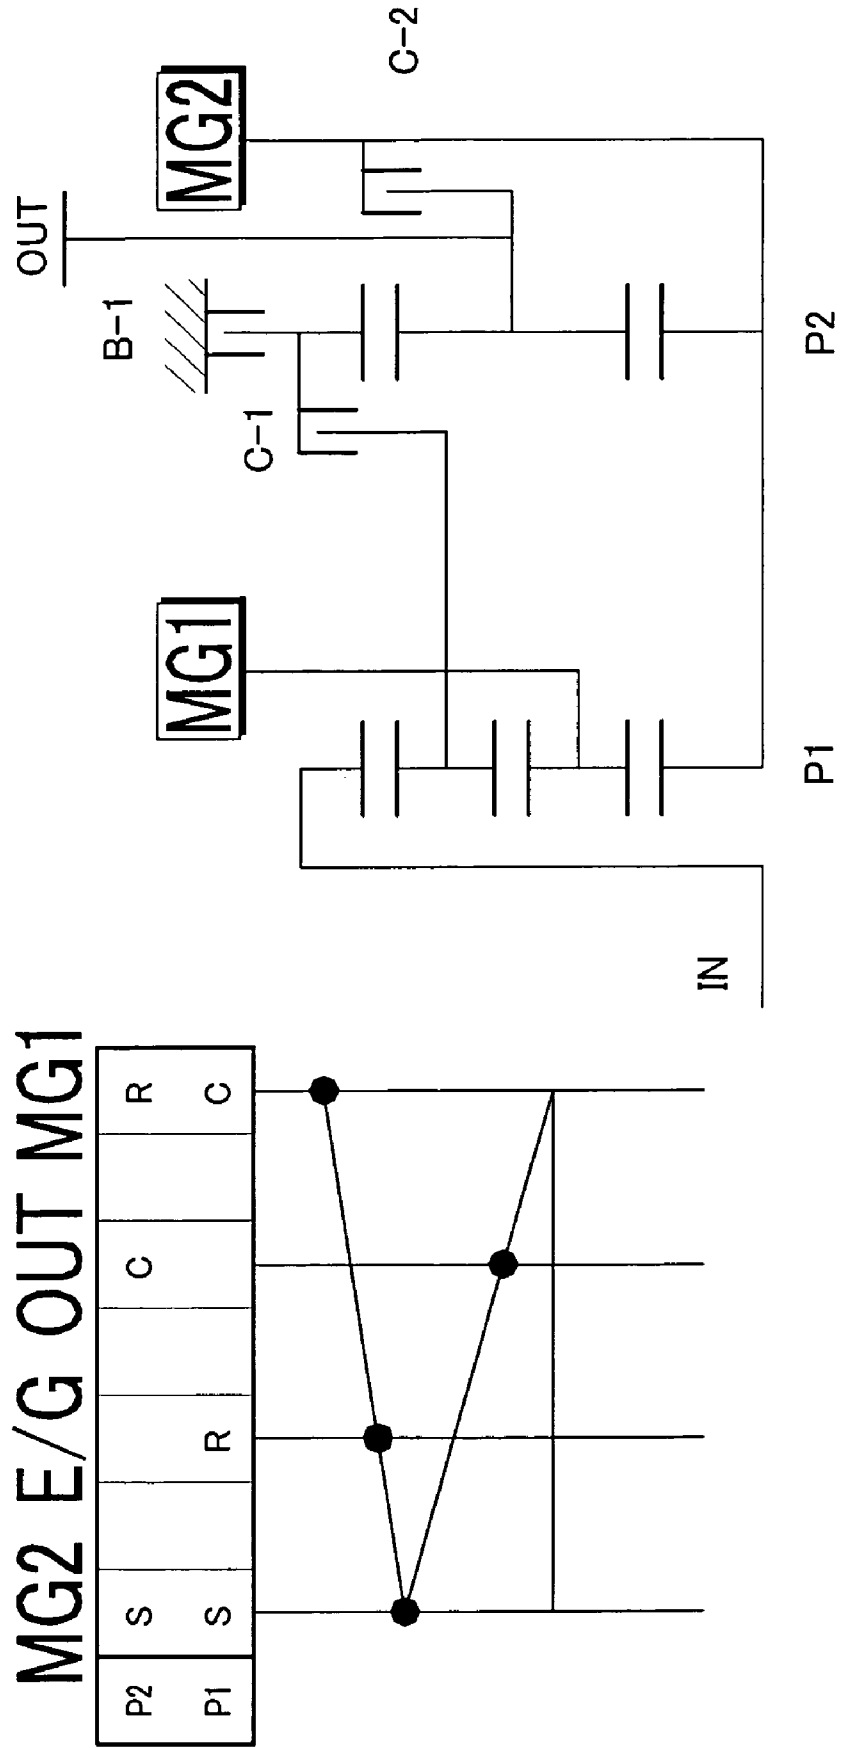 MG2 E/G OUT MG1
P2 S C R
P1 S R C
OUT
MG1
MG2
B-1
C-1
C-2
IN
P1
P2